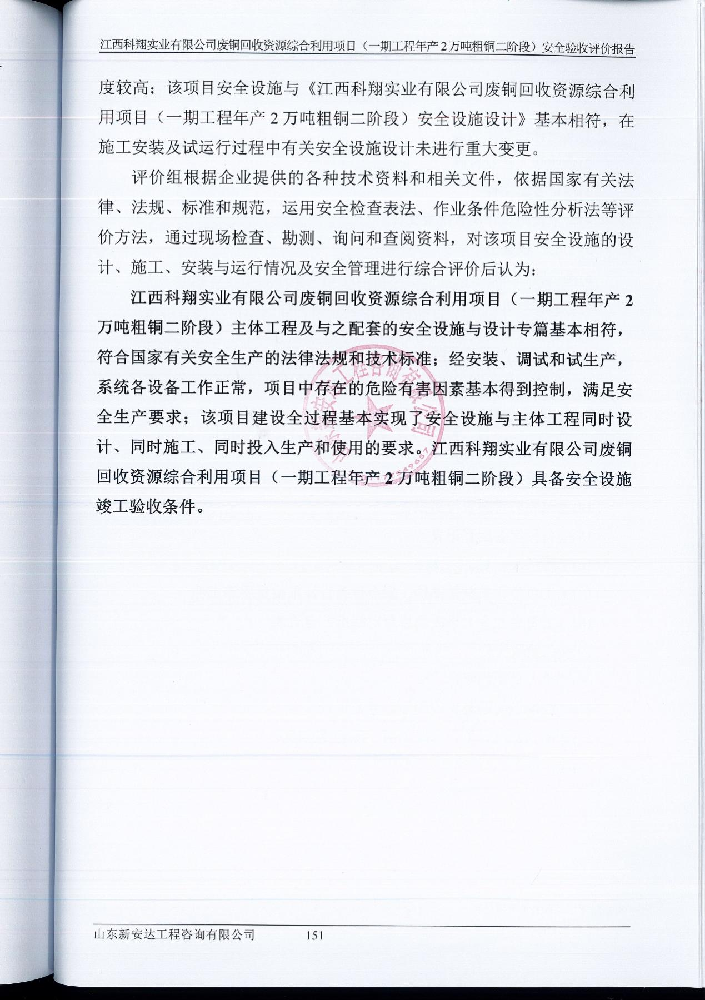 江西科翔实业有限公司废铜回收资源综合利用项目（一期工程年产2万吨粗铜二阶段）安全验收评价报告
度较高；该项目安全设施与《江西科翔实业有限公司废铜回收资源综合利
用项目（一期工程年产2万吨粗铜二阶段）安全设施设计》基本相符，在
施工安装及试运行过程中有关安全设施设计未进行重大变更。
评价组根据企业提供的各种技术资料和相关文件，依据国家有关法
律、法规、标准和规范，运用安全检查表法、作业条件危险性分析法等评
价方法，通过现场检查、勘测、询问和查阅资料，对该项目安全设施的设
计、施工、安装与运行情况及安全管理进行综合评价后认为：
江西科翔实业有限公司废铜回收资源综合利用项目（一期工程年产2
万吨粗铜二阶段）主体工程及与之配套的安全设施与设计专篇基本相符，
符合国家有关安全生产的法律法规和技术标准；经安装、调试和试生产，
系统各设备工作正常，项目中存在的危险有害因素基本得到控制，满足安
全生产要求；该项目建设全过程基本实现了安全设施与主体工程同时设
计、同时施工、同时投入生产和使用的要求。江西科翔实业有限公司废铜
回收资源综合利用项目（一期工程年产2万吨粗铜二阶段）具备安全设施
竣工验收条件。
山东新安达工程咨询有限公司
山东新安达工程咨询有限公司 151